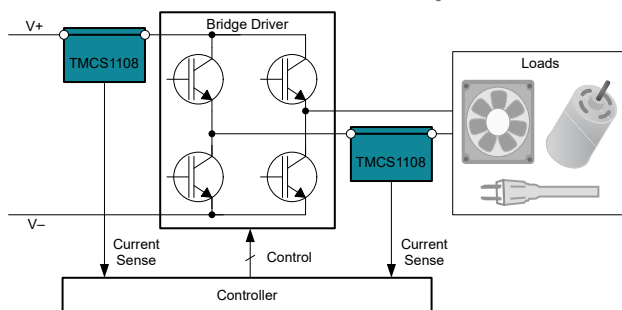 V+
Bridge Driver
TMCS1108
Loads
TMCS1108
V–
Current
Sense
Control
Current
Sense
Controller